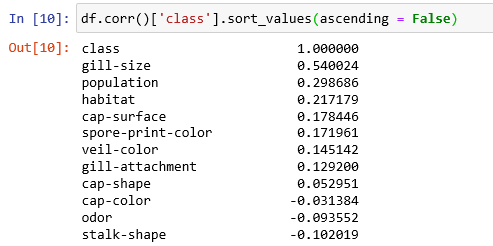 In [10]: df.corr()['class'].sort_values(ascending = False)
Out[10]: class 1.000000
gill-size 0.540024
population 0.298686
habitat 0.217179
cap-surface 0.178446
spore-print-color 0.171961
veil-color 0.145142
gill-attachment 0.129200
cap-shape 0.052951
cap-color -0.031384
odor -0.093552
stalk-shape -0.102019